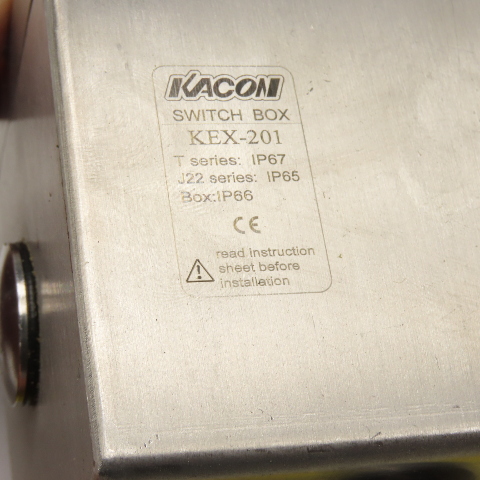 KACON
SWITCH BOX
KEX-201
T series: IP67
J22 series: IP65
Box:IP66
CE
read instruction
sheet before
installation